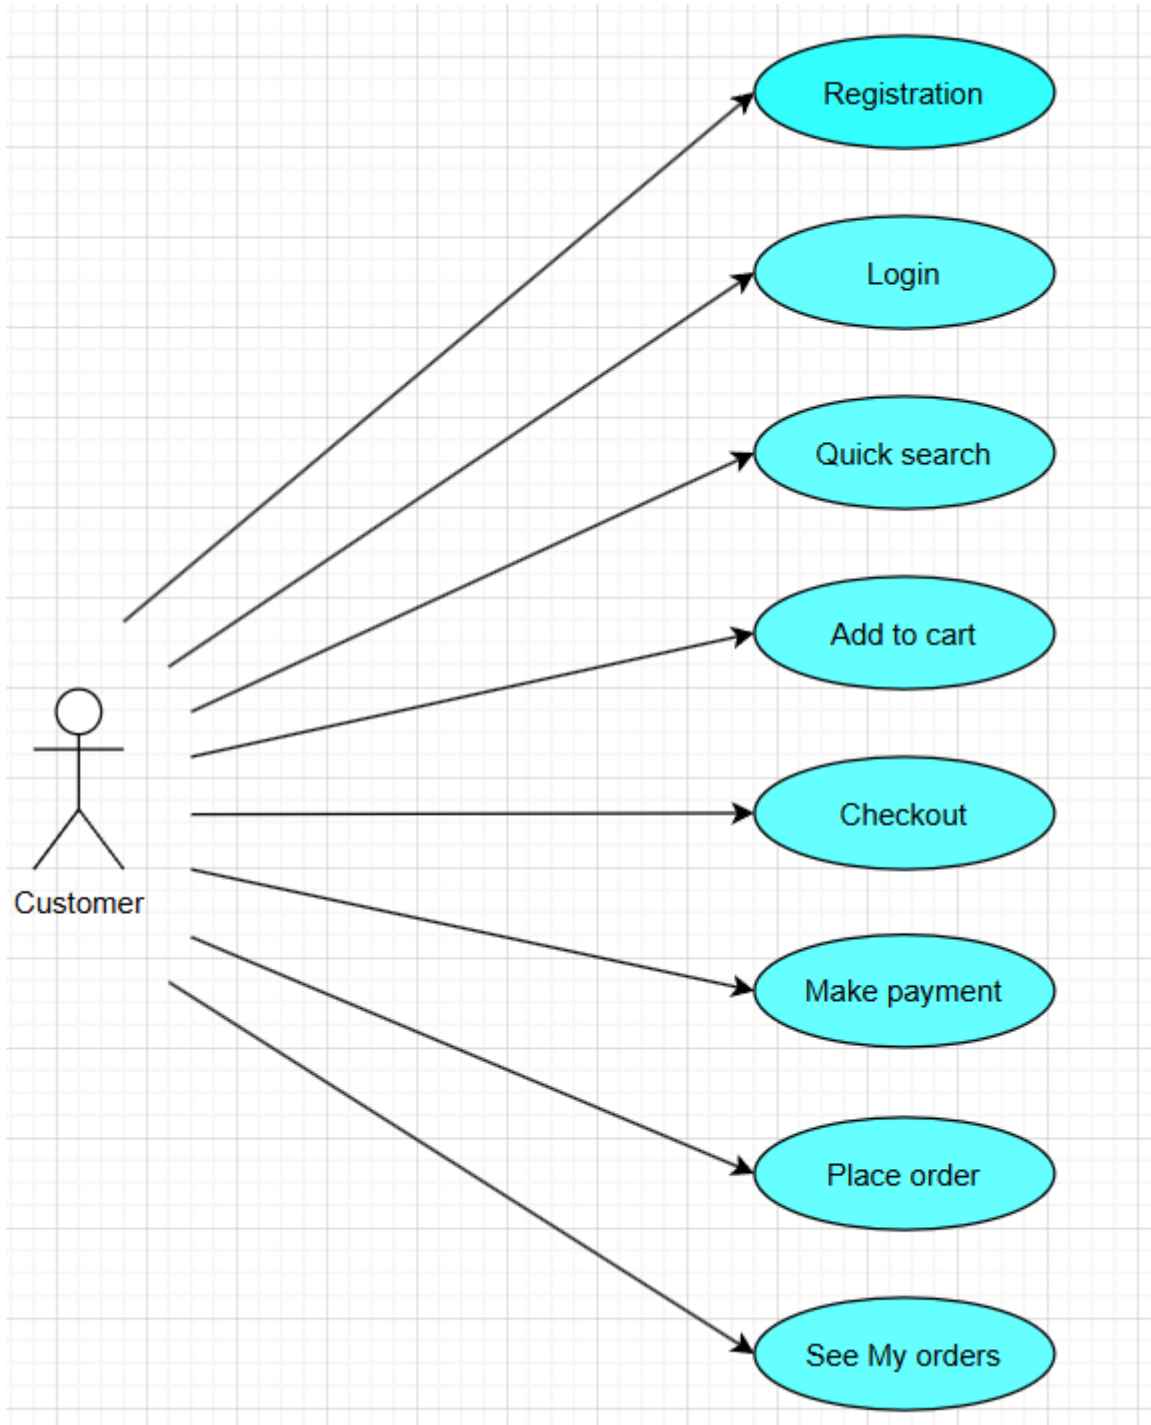 Registration
Login
Quick search
Add to cart
Checkout
Customer
Make payment
Place order
See My orders